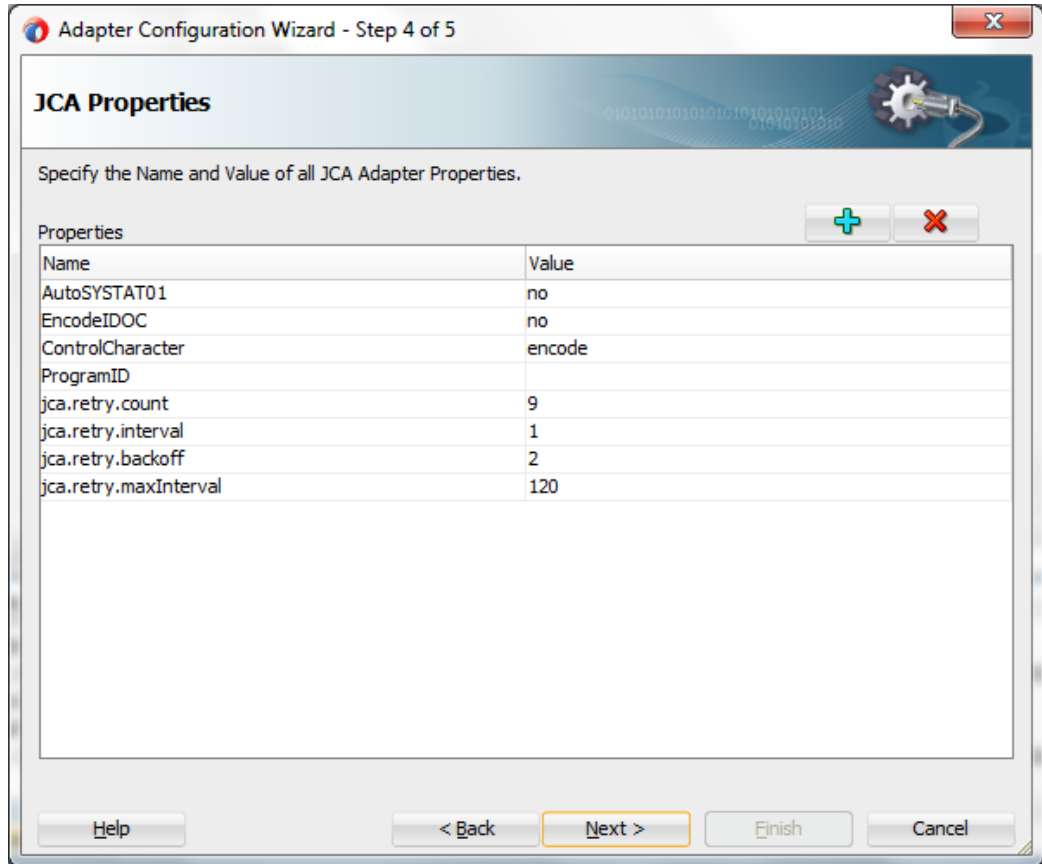 Adapter Configuration Wizard - Step 4 of 5
JCA Properties
Specify the Name and Value of all JCA Adapter Properties.
Properties
Name Value
AutoSYSTAT01 no
EncodeIDOC no
ControlCharacter encode
ProgramID
jca.retry.count 9
jca.retry.interval 1
jca.retry.backoff 2
jca.retry.maxInterval 120
Help < Back Next > Finish Cancel